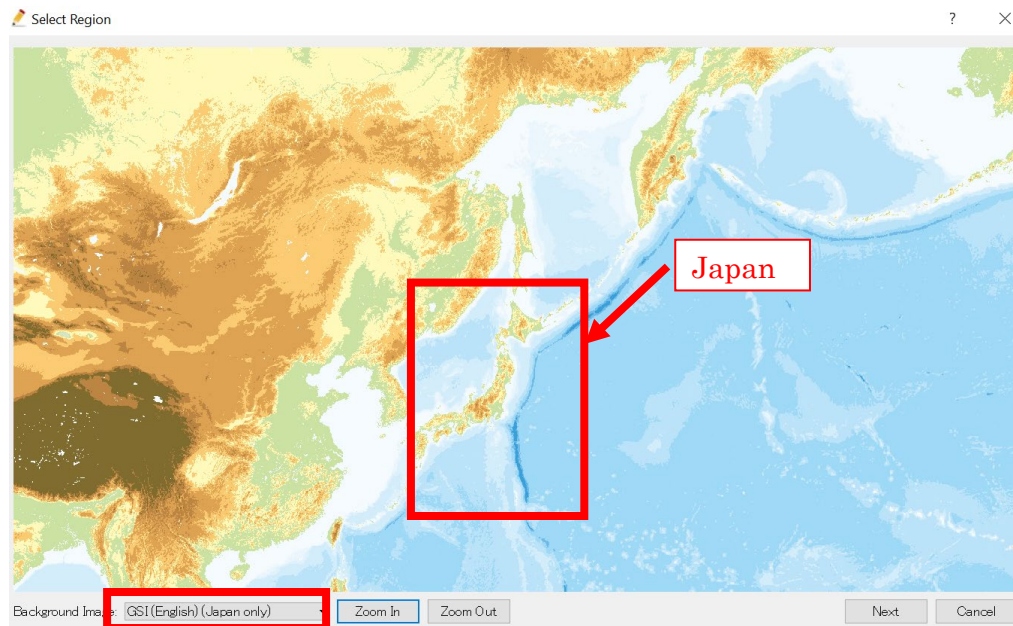 Select Region
?
Japan
Background Image: GSI (English) (Japan only) Zoom In Zoom Out Next Cancel